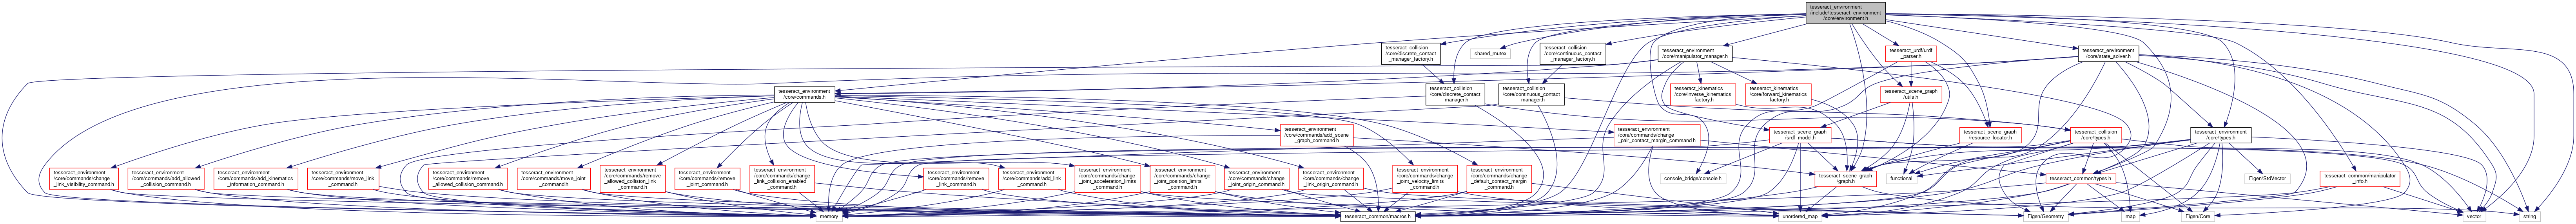 tesseract_environment
/include/tesseract_environment
/core/environment.h
tesseract_collision
/core/discrete_contact
_manager_factory.h
shared_mutex
tesseract_collision
/core/continuous_contact
_manager_factory.h
tesseract_environment
/core/manipulator_manager.h
tesseract_urdf/urdf
_parser.h
tesseract_environment
/core/state_solver.h
tesseract_environment
/core/commands.h
tesseract_collision
/core/discrete_contact
_manager.h
tesseract_collision
/core/continuous_contact
_manager.h
tesseract_kinematics
/core/inverse_kinematics
_factory.h
tesseract_kinematics
/core/forward_kinematics
_factory.h
tesseract_scene_graph
/utils.h
tesseract_environment
/core/commands/add_scene
_graph_command.h
tesseract_environment
/core/commands/change
_pair_contact_margin_command.h
tesseract_scene_graph
/srdf_model.h
tesseract_scene_graph
/resource_locator.h
tesseract_collision
/core/types.h
tesseract_environment
/core/types.h
tesseract_environment
/core/commands/change
_link_visibility_command.h
tesseract_environment
/core/commands/add_allowed
_collision_command.h
tesseract_environment
/core/commands/add_kinematics
_information_command.h
tesseract_environment
/core/commands/move_link
_command.h
tesseract_environment
/core/commands/remove
_allowed_collision_command.h
tesseract_environment
/core/commands/move_joint
_command.h
tesseract_environment
/core/commands/remove
_allowed_collision_link
_command.h
tesseract_environment
/core/commands/remove
_joint_command.h
tesseract_environment
/core/commands/change
_link_collision_enabled
_command.h
tesseract_environment
/core/commands/remove
_link_command.h
tesseract_environment
/core/commands/add_link
_command.h
tesseract_environment
/core/commands/change
_joint_acceleration_limits
_command.h
tesseract_environment
/core/commands/change
_joint_position_limits
_command.h
tesseract_environment
/core/commands/change
_joint_origin_command.h
tesseract_environment
/core/commands/change
_link_origin_command.h
tesseract_environment
/core/commands/change
_joint_velocity_limits
_command.h
tesseract_environment
/core/commands/change
_default_contact_margin
_command.h
console_bridge/console.h
tesseract_scene_graph
/graph.h
functional
tesseract_common/types.h
Eigen/StdVector
tesseract_common/manipulator
_info.h
memory
tesseract_common/macros.h
unordered_map
Eigen/Geometry
map
Eigen/Core
vector
string